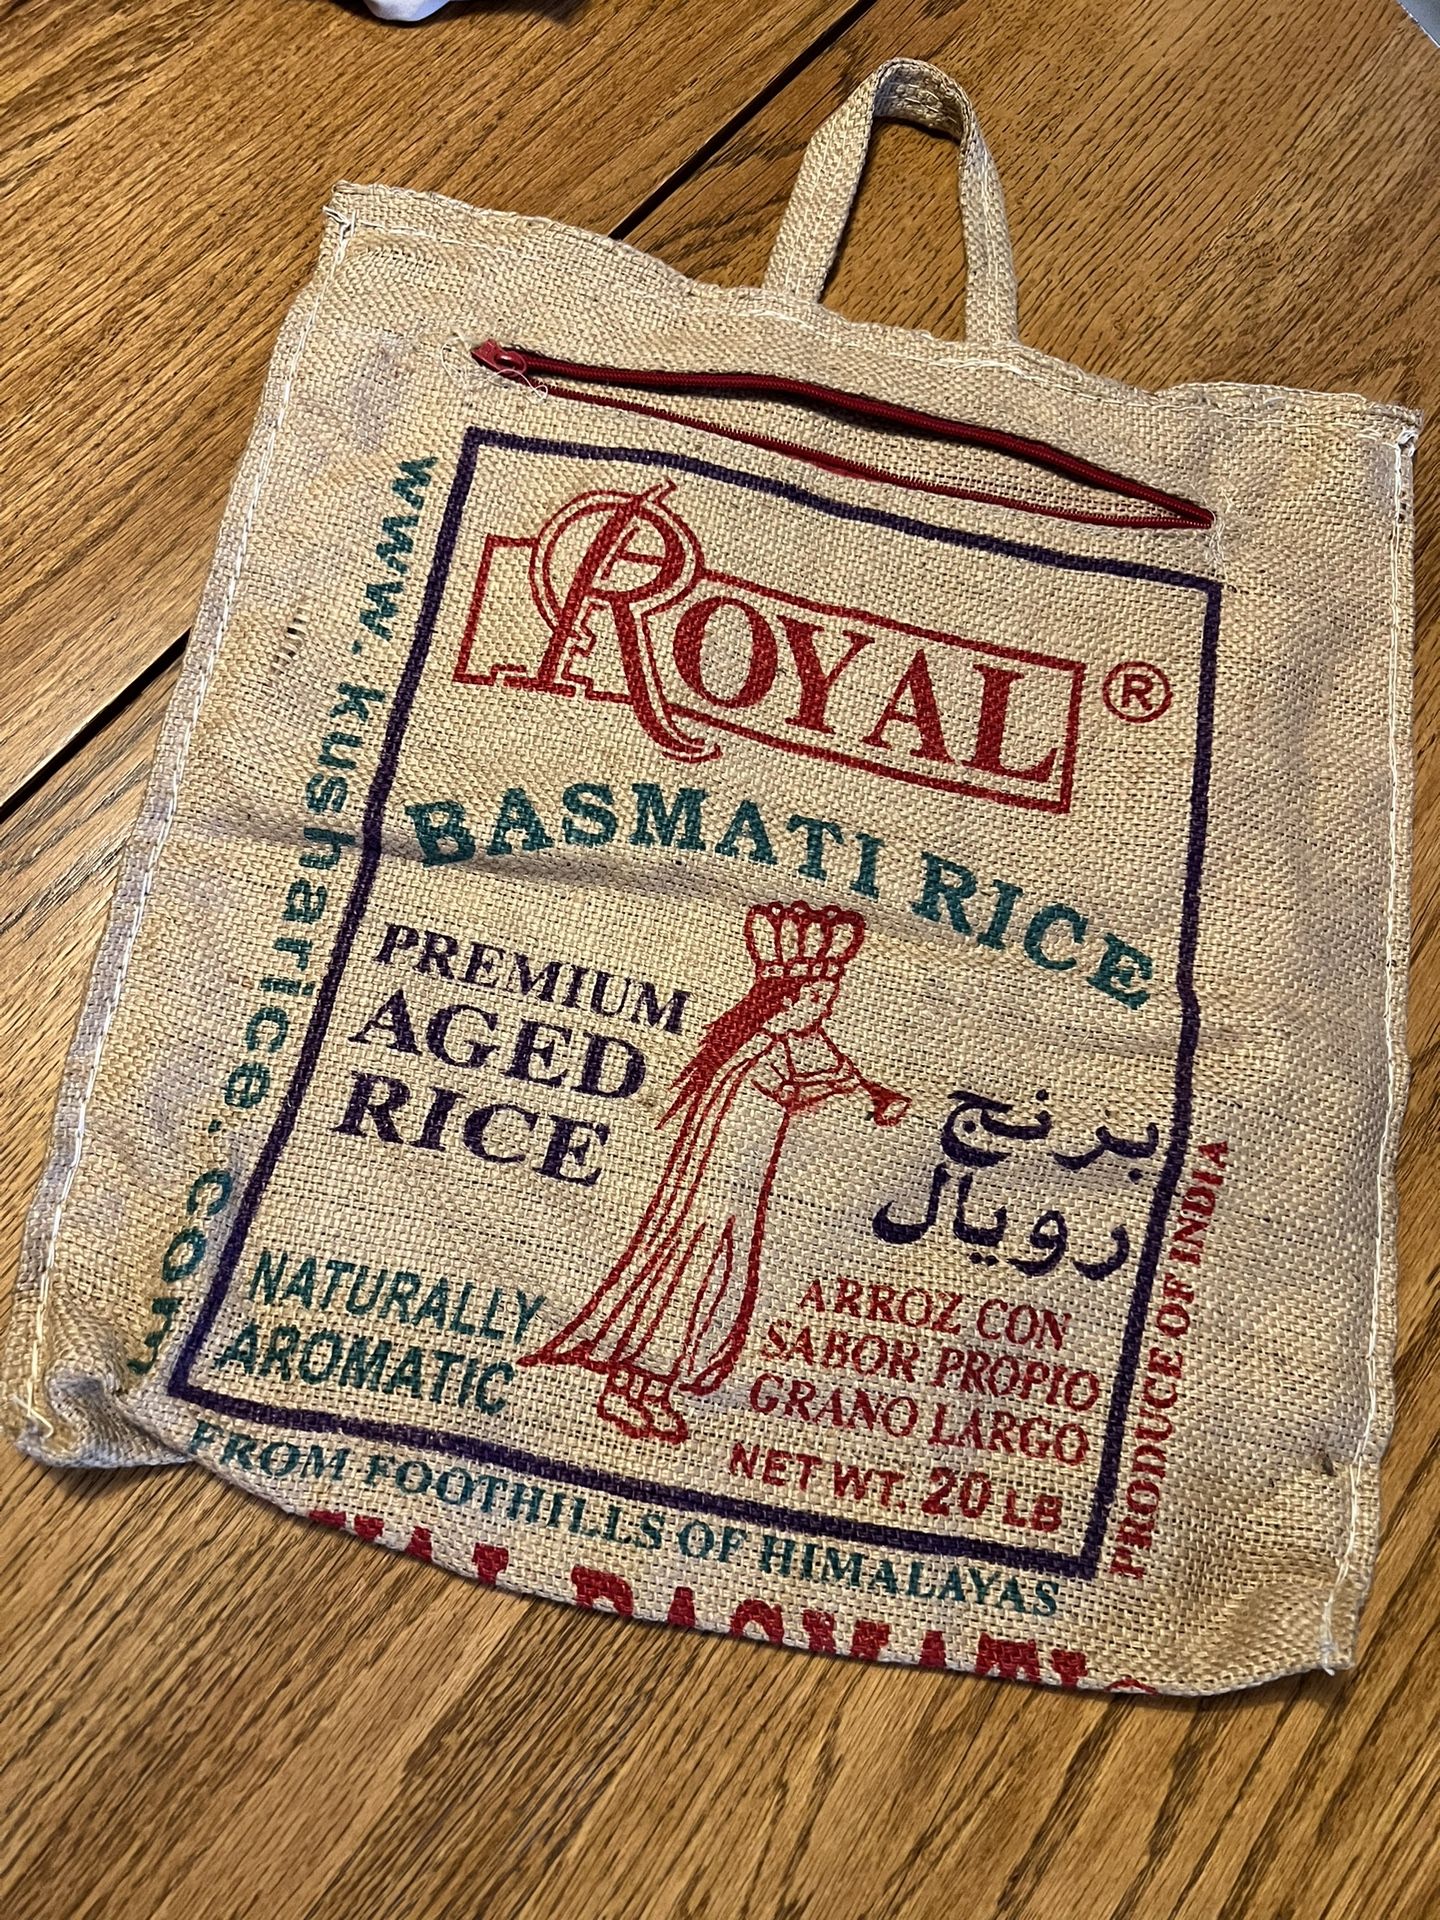 ROYAL®
BASMATI RICE
PREMIUM
AGED
RICE
برنج
رويال
NATURALLY
AROMATIC
ARROZ CON
SABOR PROPIO
GRANO LARGO
NET WT. 20 LB
www.kusharice.com
PRODUCE OF INDIA
FROM FOOTHILLS OF HIMALAYAS